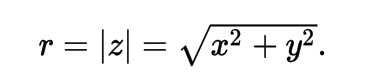 r = |z| = √(x² + y²).